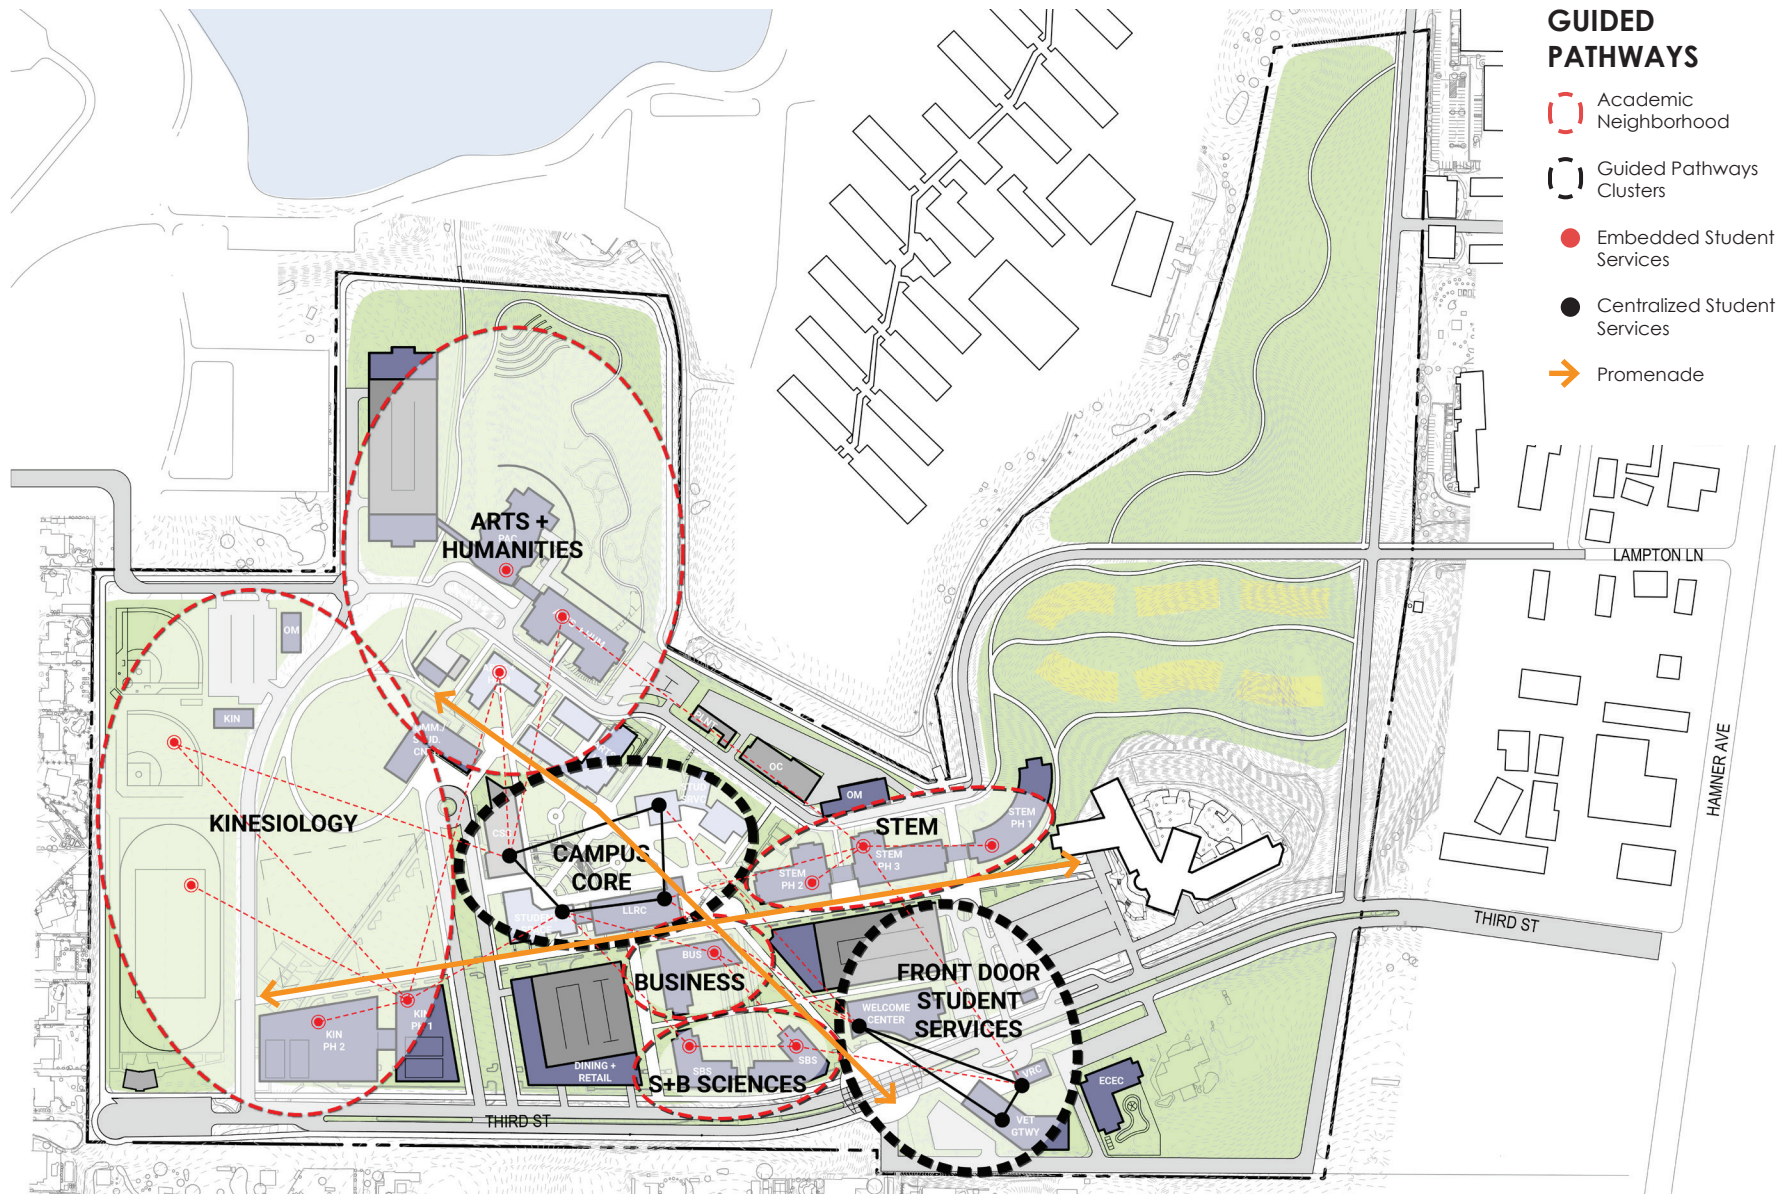 GUIDED
PATHWAYS
Academic
Neighborhood
Guided Pathways
Clusters
Embedded Student
Services
Centralized Student
Services
Promenade
ARTS +
HUMANITIES
PAC
LAMPTON LN
HAMNER AVE
THIRD ST
OM
KIN
KINESIOLOGY
OC
OM
STEM
STEM
PH 1
STEM
PH 3
STEM
PH 2
CAMPUS
CORE
LLRC
BUS
BUSINESS
FRONT DOOR
STUDENT
SERVICES
WELCOME
CENTER
KIN
PH 1
KIN
PH 2
DINING +
RETAIL
SBS
SBS
S+B SCIENCES
VRC
VET
GTWY
ECEC
THIRD ST